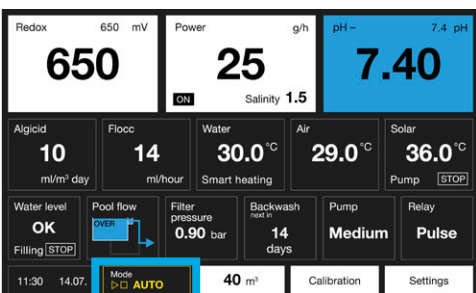 Redox 650 mV
650
Power g/h
25
ON Salinity 1.5
pH – 7.4 pH
7.40
Algicid
10
ml/m³ day
Flocc
14
ml/hour
Water
30.0°C
Smart heating
Air
29.0°C
Solar
36.0°C
Pump STOP
Water level
OK
Filling STOP
Pool flow
OVER
Filter
pressure
0.90 bar
Backwash
next in
14
days
Pump
Medium
Relay
Pulse
11:30 14.07.
Mode
AUTO
40 m³
Calibration
Settings